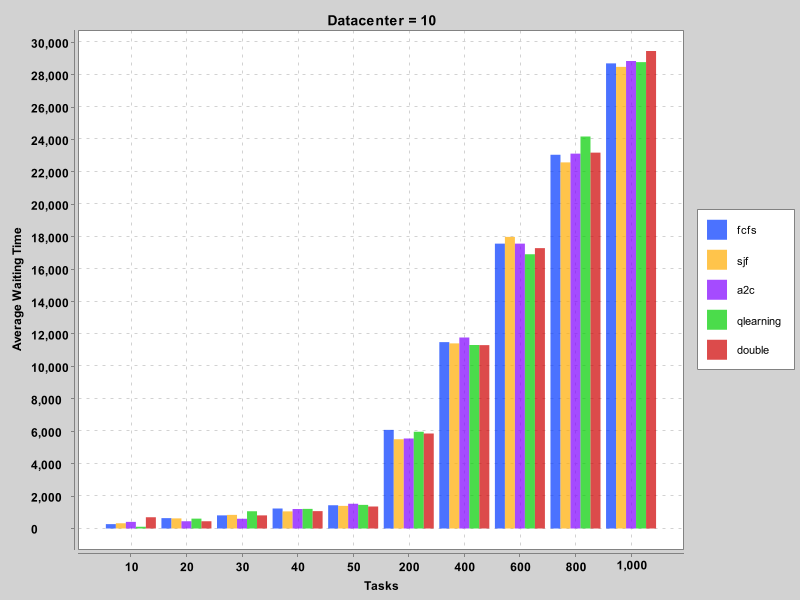 Datacenter = 10
30,000
28,000
26,000
24,000
22,000
20,000
18,000
16,000
14,000
12,000
10,000
8,000
6,000
4,000
2,000
0
Average Waiting Time
10 20 30 40 50 200 400 600 800 1,000
Tasks
fcfs
sjf
a2c
qlearning
double